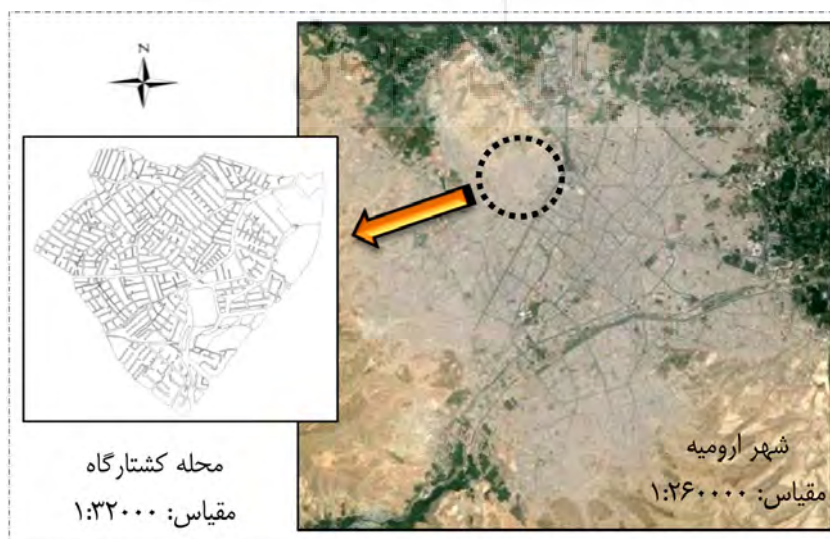 N
شهر ارومیه
مقیاس: ۱:۲۶۰۰۰۰
محله کشتارگاه
مقیاس: ۱:۳۲۰۰۰